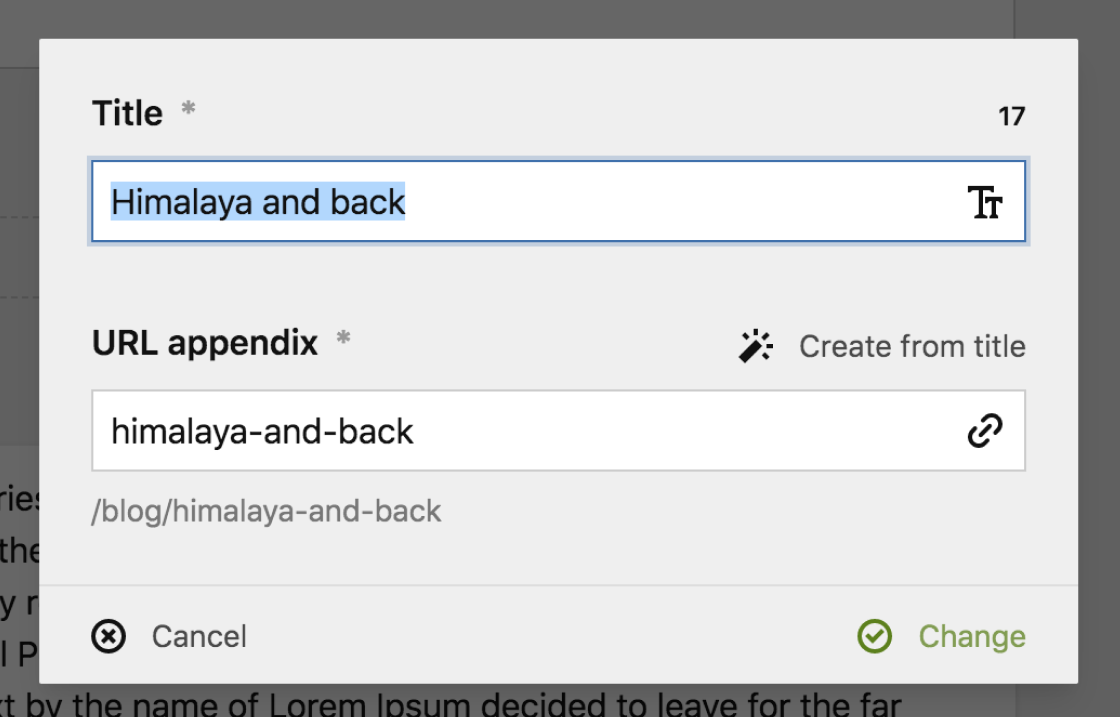 Title *
17
Himalaya and back
URL appendix *
Create from title
himalaya-and-back
/blog/himalaya-and-back
the
y
Cancel
Change
by the name of Lorem Ipsum decided to leave for the far